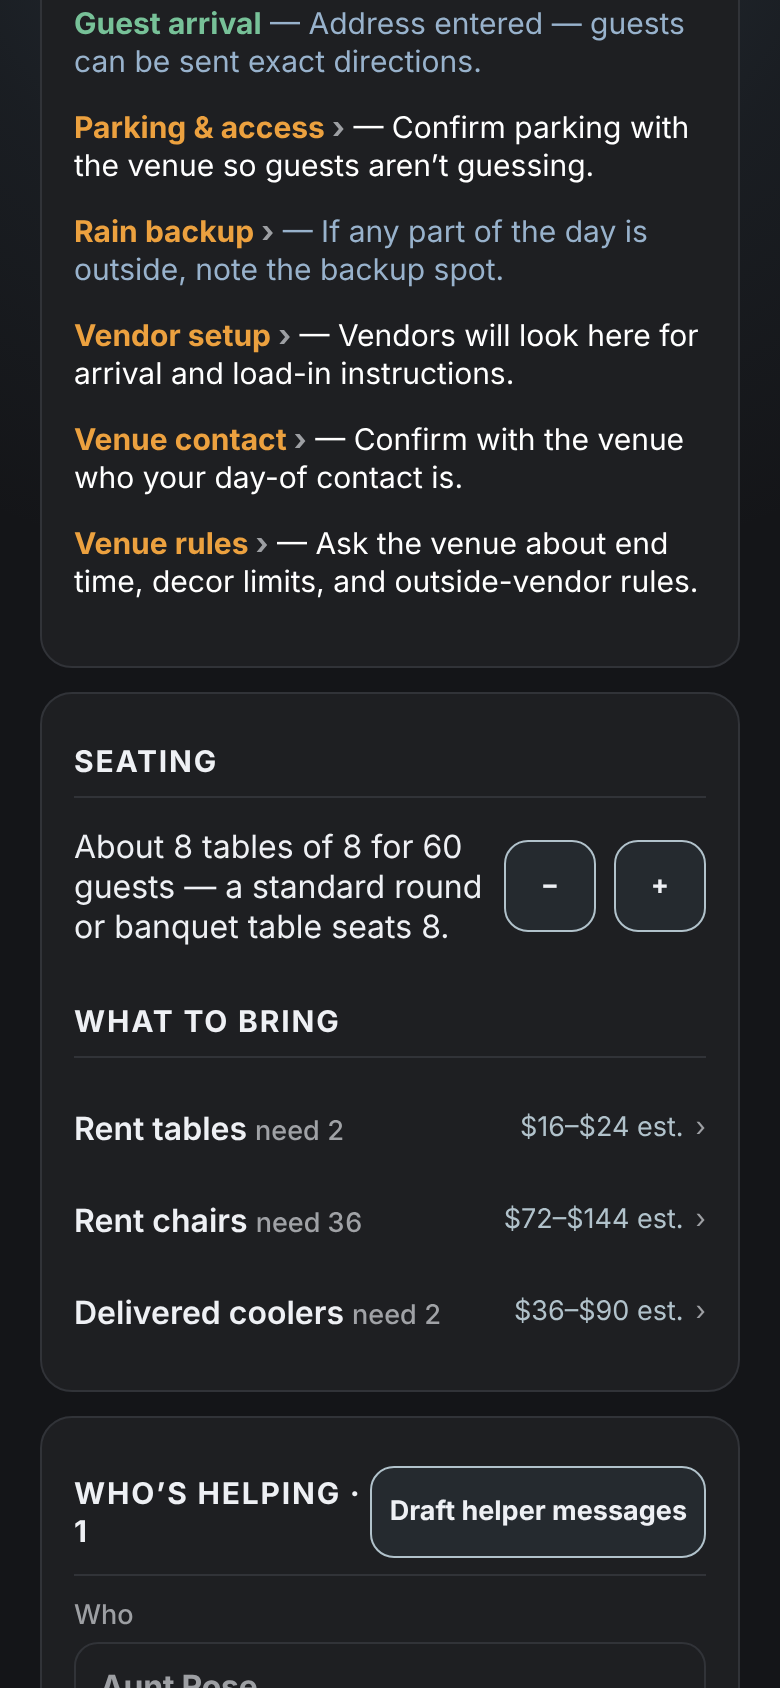 Guest arrival — Address entered — guests
can be sent exact directions.
Parking & access › — Confirm parking with
the venue so guests aren’t guessing.
Rain backup › — If any part of the day is
outside, note the backup spot.
Vendor setup › — Vendors will look here for
arrival and load-in instructions.
Venue contact › — Confirm with the venue
who your day-of contact is.
Venue rules › — Ask the venue about end
time, decor limits, and outside-vendor rules.
SEATING
About 8 tables of 8 for 60
guests — a standard round
or banquet table seats 8.
− +
WHAT TO BRING
Rent tables need 2 $16–$24 est. ›
Rent chairs need 36 $72–$144 est. ›
Delivered coolers need 2 $36–$90 est. ›
WHO’S HELPING ·
1
Draft helper messages
Who
Aunt Rose